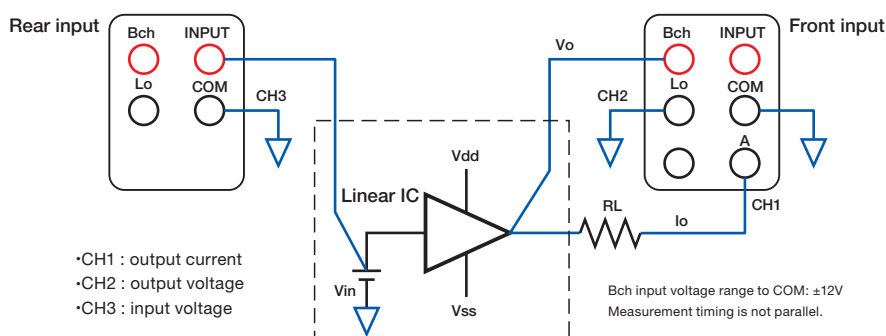 Rear input
Bch INPUT
Lo COM
CH3
Vo
Front input
Bch INPUT
Lo COM
CH2
A
CH1
Linear IC
Vdd
Vss
Vin
RL
Io
•CH1 : output current
•CH2 : output voltage
•CH3 : input voltage
Bch input voltage range to COM: ±12V
Measurement timing is not parallel.